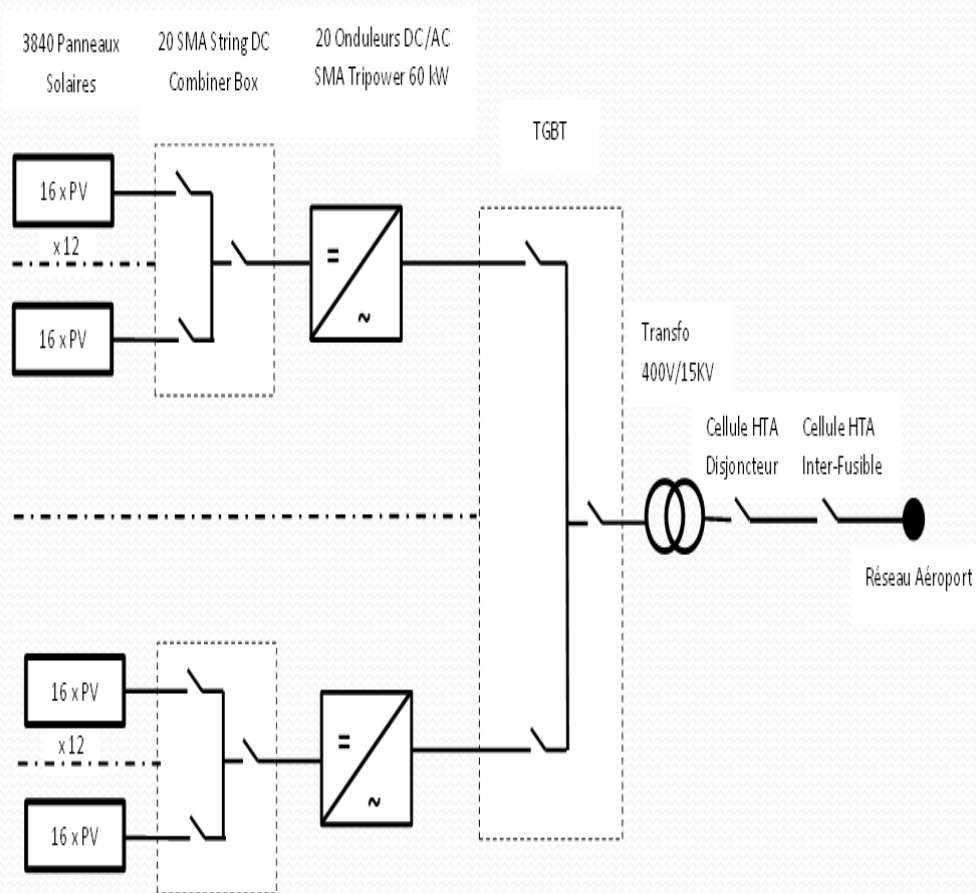 3840 Panneaux
Solaires
20 SMA String DC
Combiner Box
20 Onduleurs DC/AC
SMA Tripower 60 kW
TGBT
16 x PV
x 12
16 x PV
=
~
Transfo
400V/15KV
Cellule HTA
Disjoncteur
Cellule HTA
Inter-Fusible
Réseau Aéroport
16 x PV
x 12
16 x PV
=
~